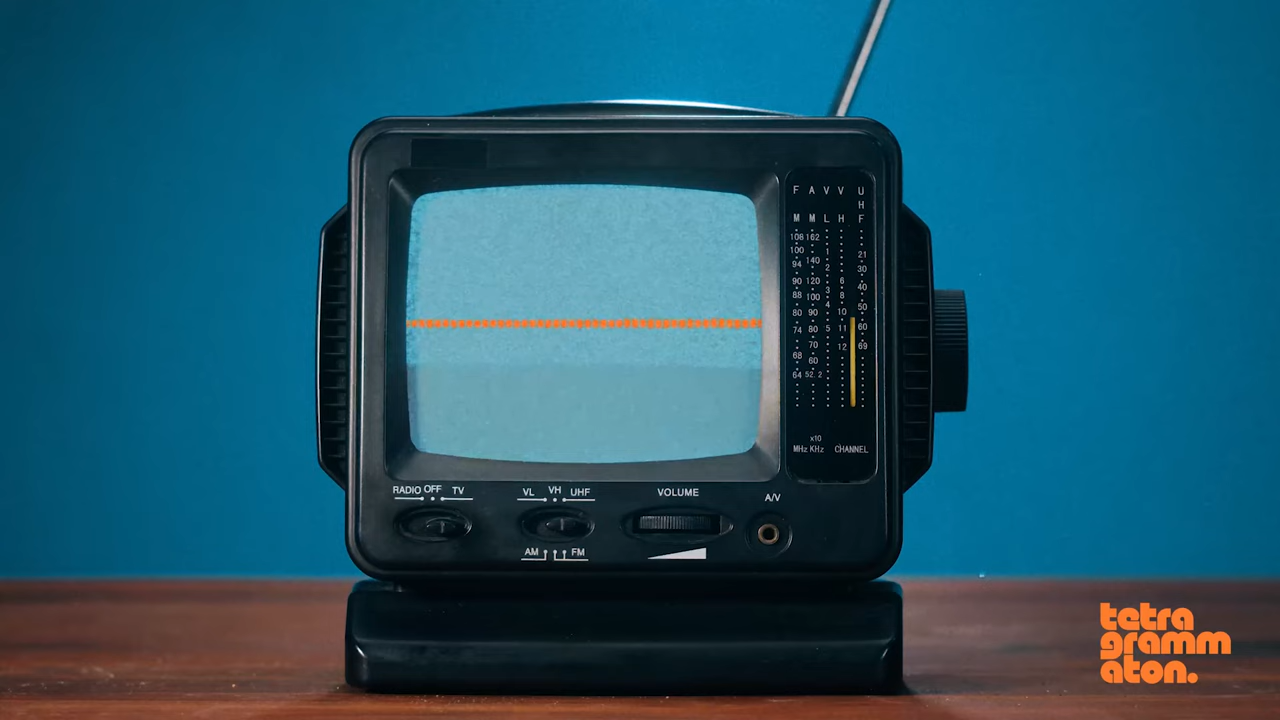 F A V V U
H
M M L H F
108 162
100
1
94 140 2
21
30
90 120 3 6 40
88 100 4 8
80 90 10 50
74 80 5 11 60
70 12 69
68 60
64 52.2
x10
MHz KHz CHANNEL
RADIO OFF TV
VL VH UHF
VOLUME
A/V
AM FM
tetra
gramm
aton.